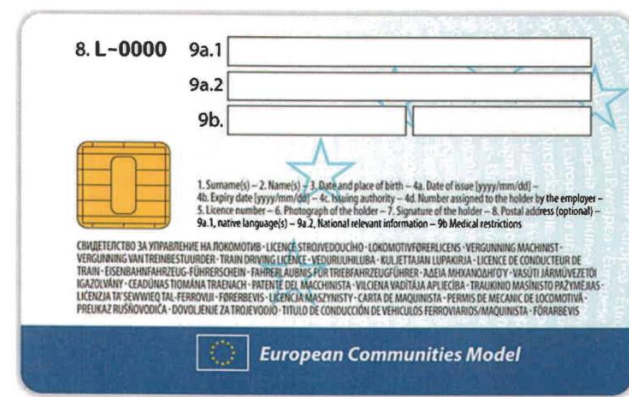 8. L-0000 9a.1
9a.2
9b.
1. Surname(s) – 2. Name(s) – 3. Date and place of birth – 4a. Date of issue [yyyy/mm/dd] –
4b. Expiry date [yyyy/mm/dd] – 4c. Issuing authority – 4d. Number assigned to the holder by the employer –
5. Licence number – 6. Photograph of the holder – 7. Signature of the holder – 8. Postal address (optional) –
9a.1, native language(s) – 9a.2, National relevant information – 9b Medical restrictions
СВИДЕТЕЛСТВО ЗА УПРАВЛЕНИЕ НА ЛОКОМОТИВ · LICENCE STROJVEDOUCÍHO · LOKOMOTIVFØRERLICENS · VERGUNNING MACHINIST ·
VERGUNNING VAN TREINBESTUURDER · TRAIN DRIVING LICENCE · VEDURIJUHILUBA · KULJETTAJAN LUPAKIRJA · LICENCE DE CONDUCTEUR DE
TRAIN · EISENBAHNFAHRZEUG-FÜHRERSCHEIN · FAHRERLAUBNIS FÜR TRIEBFAHRZEUGFÜHRER · ΑΔΕΙΑ ΜΗΧΑΝΟΔΗΓΟΥ · VASÚTI JÁRMŰVEZETŐI
IGAZOLVÁNY · CEADÚNAS TIOMÁNA TRAENACH · PATENTE DEL MACCHINISTA · VILCIENA VADĪTĀJA APLIECĪBA · TRAUKINIO MAŠINISTO PAŽYMĖJIMAS ·
LIĊENZJA TA' SEWWIEQ TAL-FERROVIJI · FØRERBEVIS · LICENCJA MASZYNISTY · CARTA DE MAQUINISTA · PERMIS DE MECANIC DE LOCOMOTIVĂ ·
PREUKAZ RUŠŇOVODIČA · DOVOLJENJE ZA STROJEVODJO · TITULO DE CONDUCCIÓN DE VEHICULOS FERROVIARIOS/MAQUINISTA · FÖRARBEVIS
European Communities Model